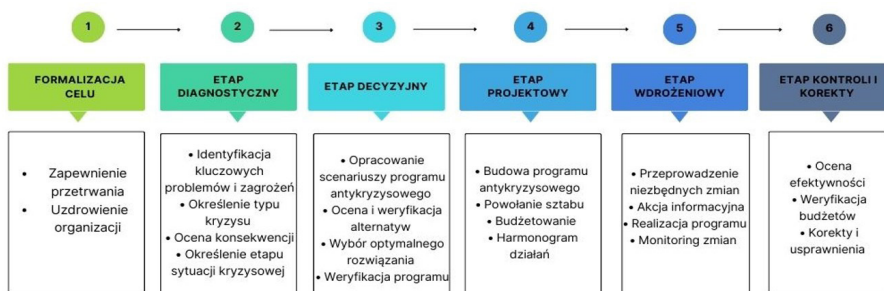 1
2
3
4
5
6
FORMALIZACJA
CELU
ETAP
DIAGNOSTYCZNY
ETAP DECYZYJNY
ETAP
PROJEKTOWY
ETAP
WDROŻENIOWY
ETAP KONTROLI I
KOREKTY
• Zapewnienie
przetrwania
• Uzdrowienie
organizacji
• Identyfikacja
kluczowych
problemów i zagrożeń
• Określenie typu
kryzysu
• Ocena konsekwencji
• Określenie etapu
sytuacji kryzysowej
• Opracowanie
scenariuszy programu
antykryzysowego
• Ocena i weryfikacja
alternatyw
• Wybór optymalnego
rozwiązania
• Weryfikacja programu
• Budowa programu
antykryzysowego
• Powołanie sztabu
• Budżetowanie
• Harmonogram
działań
• Przeprowadzenie
niezbędnych zmian
• Akcja informacyjna
• Realizacja programu
• Monitoring zmian
• Ocena
efektywności
• Weryfikacja
budżetów
• Korekty i
usprawnienia